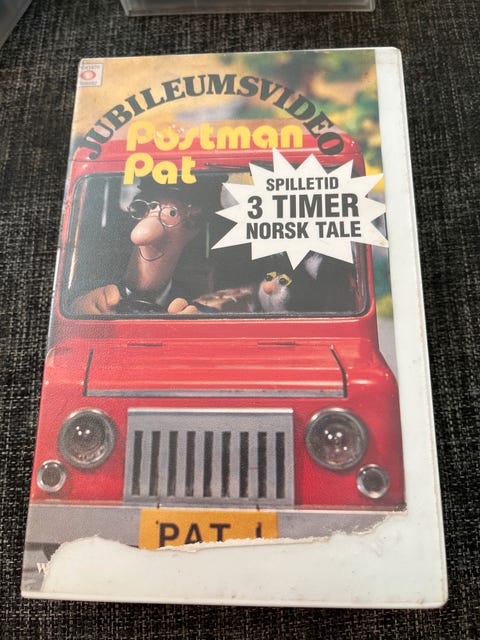 JUBILEUMSVIDEO
Postman
Pat
SPILLETID
3 TIMER
NORSK TALE
PAT 1